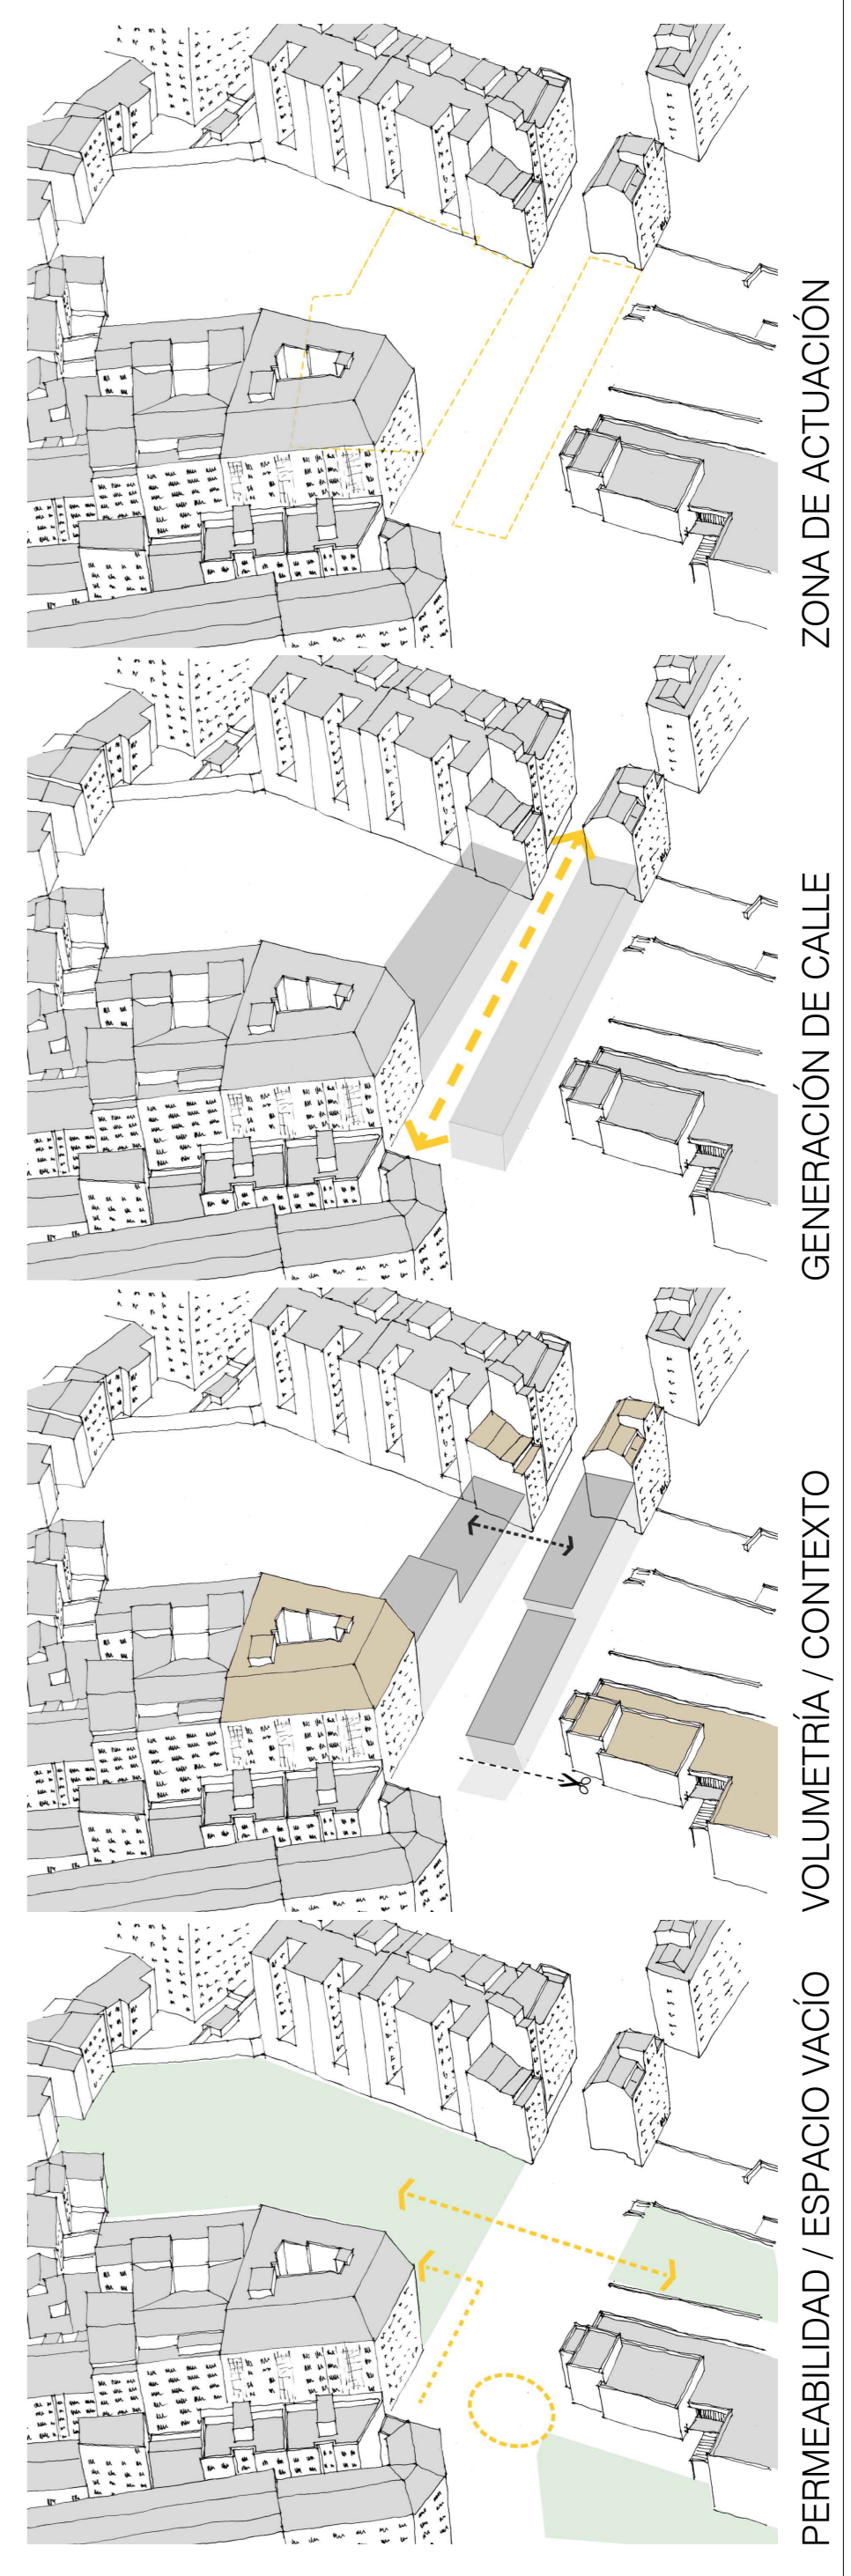 ZONA DE ACTUACIÓN
GENERACIÓN DE CALLE
VOLUMETRÍA / CONTEXTO
PERMEABILIDAD / ESPACIO VACÍO